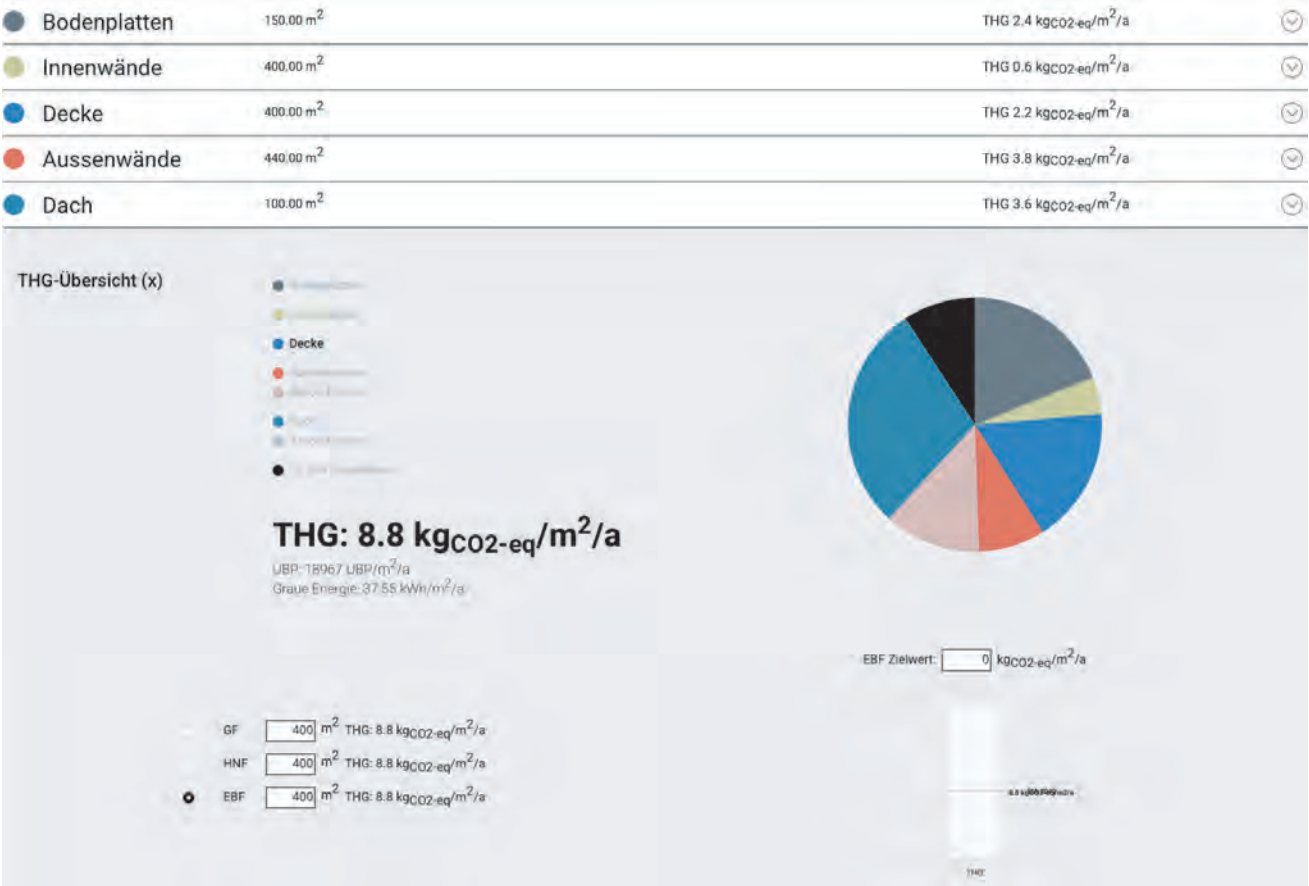 Bodenplatten 150.00 m² THG 2.4 kgCO2-eq/m²/a
Innenwände 400.00 m² THG 0.6 kgCO2-eq/m²/a
Decke 400.00 m² THG 2.2 kgCO2-eq/m²/a
Aussenwände 440.00 m² THG 3.8 kgCO2-eq/m²/a
Dach 100.00 m² THG 3.6 kgCO2-eq/m²/a
THG-Übersicht (x)
Decke
THG: 8.8 kgCO2-eq/m²/a
UBP: 18967 UBP/m²/a
Graue Energie: 37.55 kWh/m²/a
EBF Zielwert: 0 kgCO2-eq/m²/a
GF 400 m² THG: 8.8 kgCO2-eq/m²/a
HNF 400 m² THG: 8.8 kgCO2-eq/m²/a
EBF 400 m² THG: 8.8 kgCO2-eq/m²/a
THG: